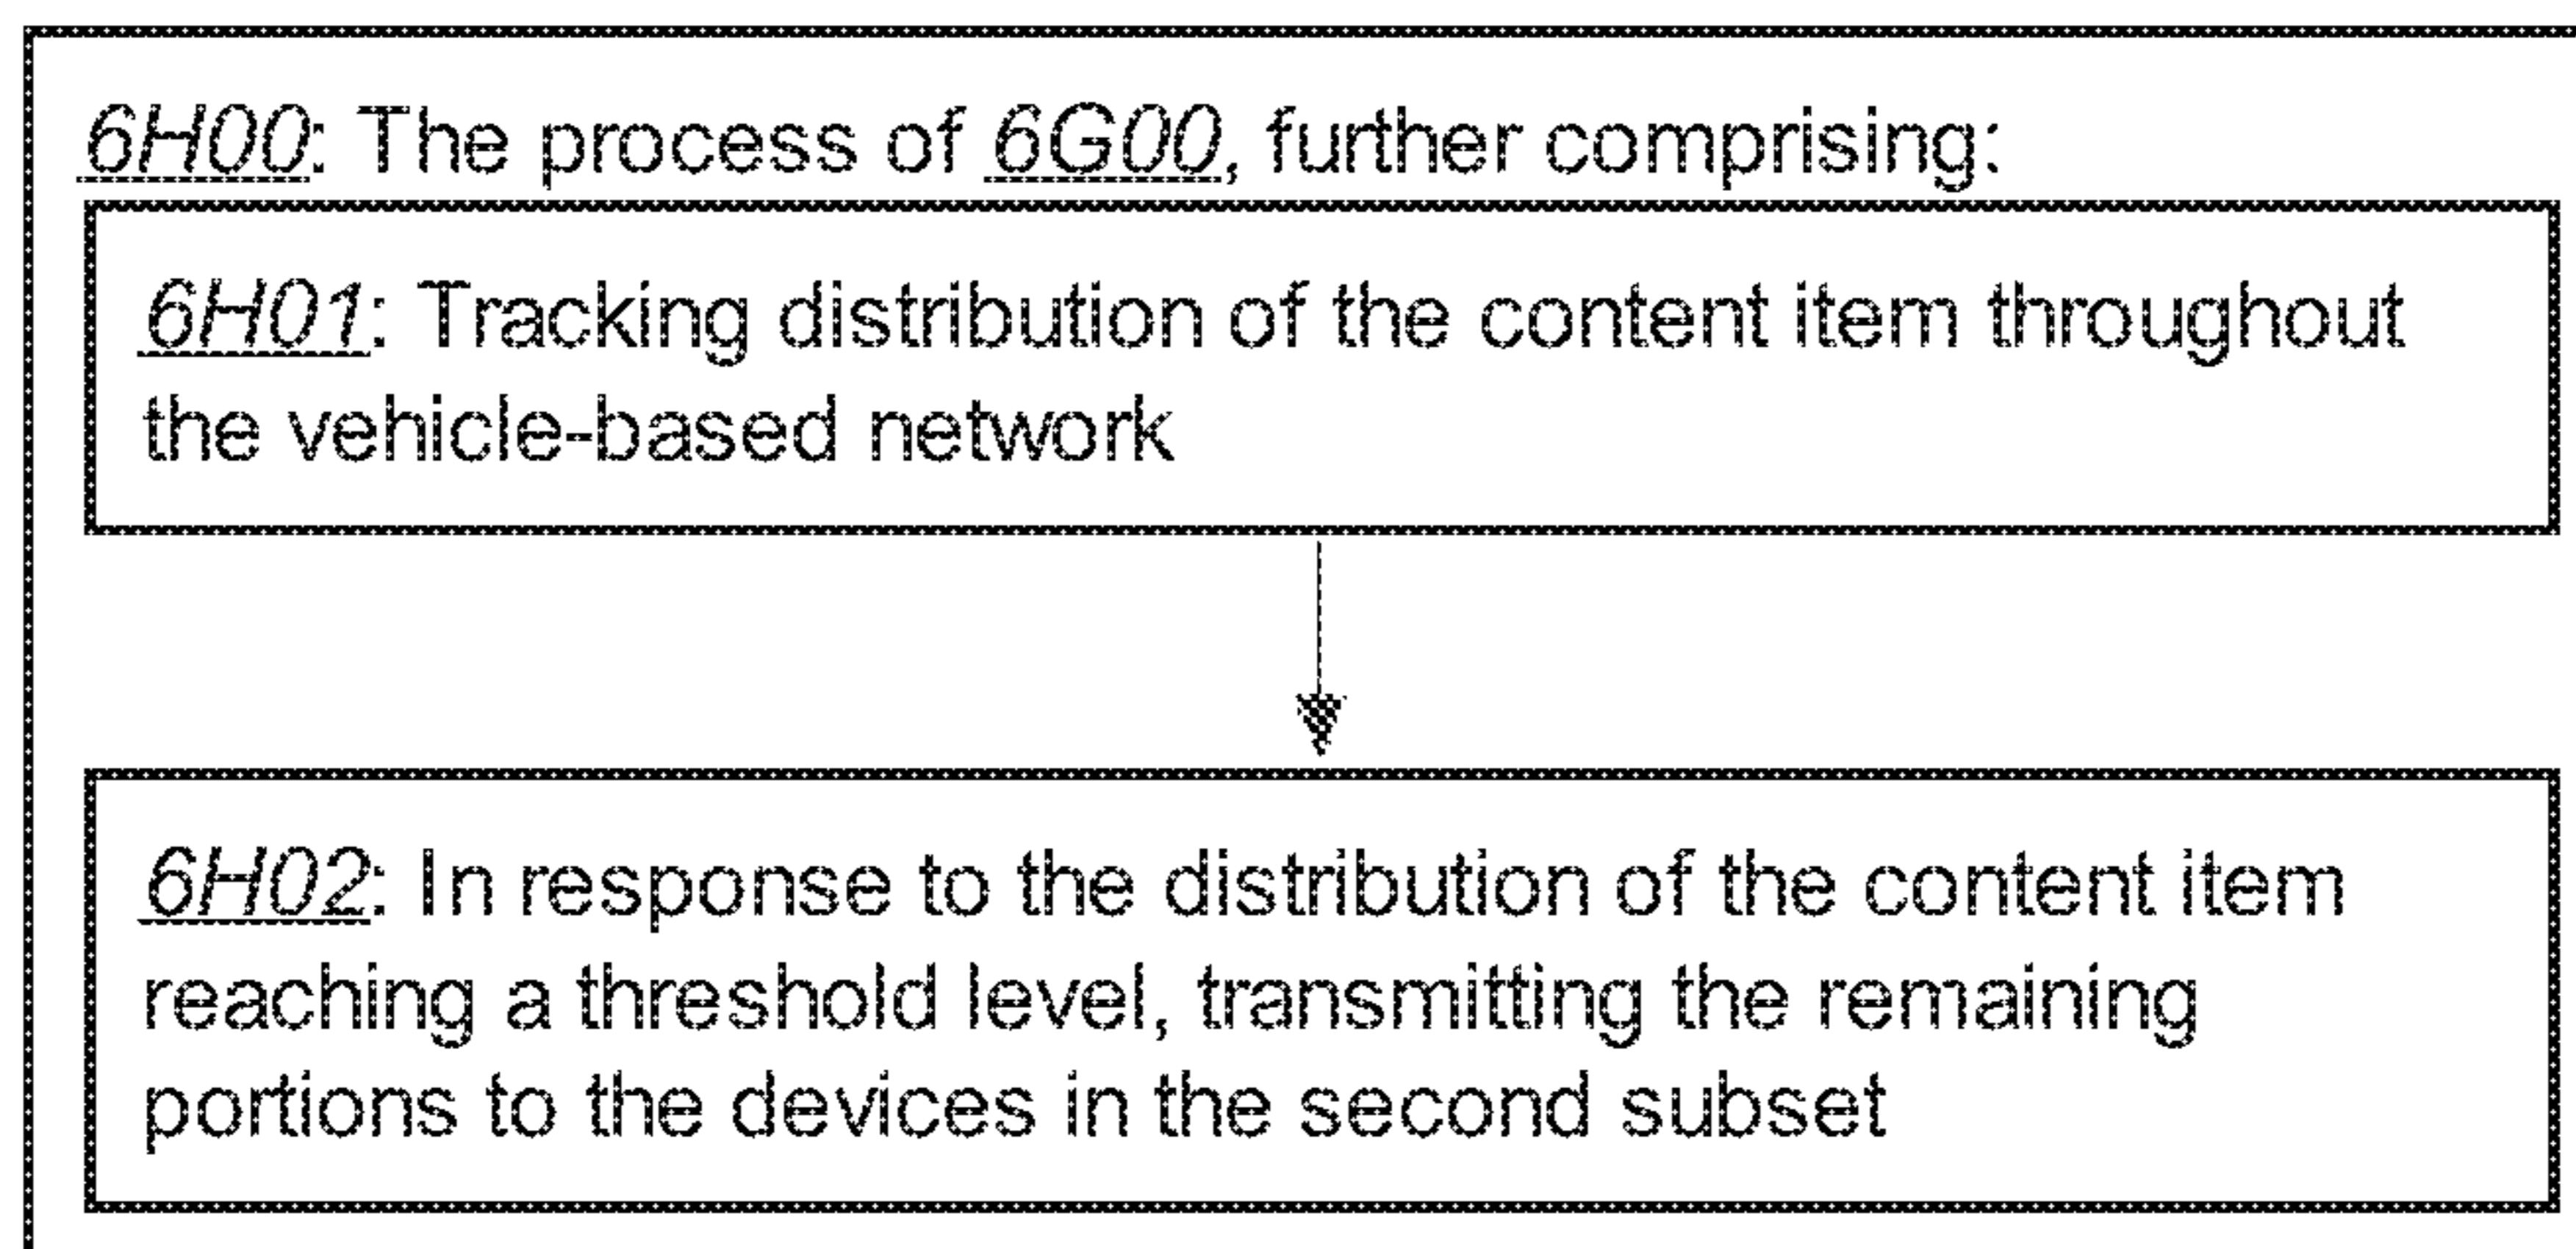 6H00: The process of 6G00, further comprising:
6H01: Tracking distribution of the content item throughout
the vehicle-based network
6H02: In response to the distribution of the content item
reaching a threshold level, transmitting the remaining
portions to the devices in the second subset